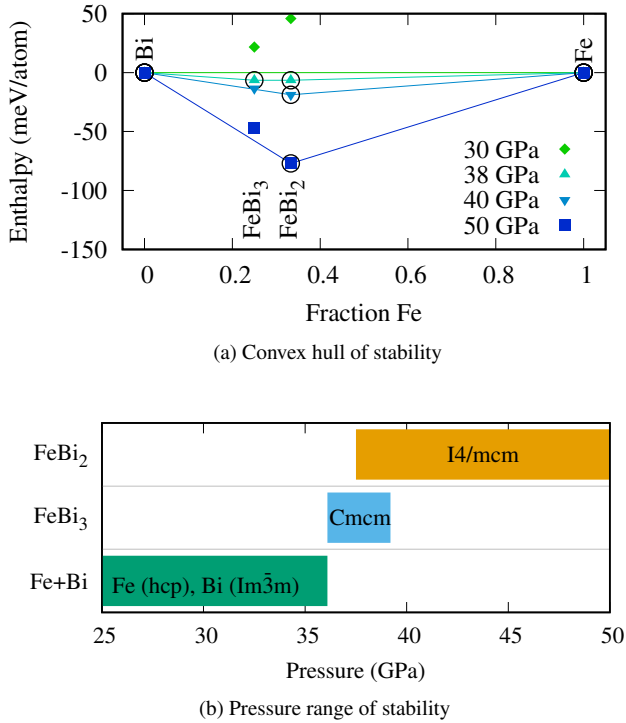 50
0
-50
-100
-150
Enthalpy (meV/atom)
Bi
Fe
FeBi₃
FeBi₂
30 GPa
38 GPa
40 GPa
50 GPa
0
0.2
0.4
0.6
0.8
1
Fraction Fe
(a) Convex hull of stability
FeBi₂
I4/mcm
FeBi₃
Cmcm
Fe+Bi
Fe (hcp), Bi (Im3̄m)
25
30
35
40
45
50
Pressure (GPa)
(b) Pressure range of stability